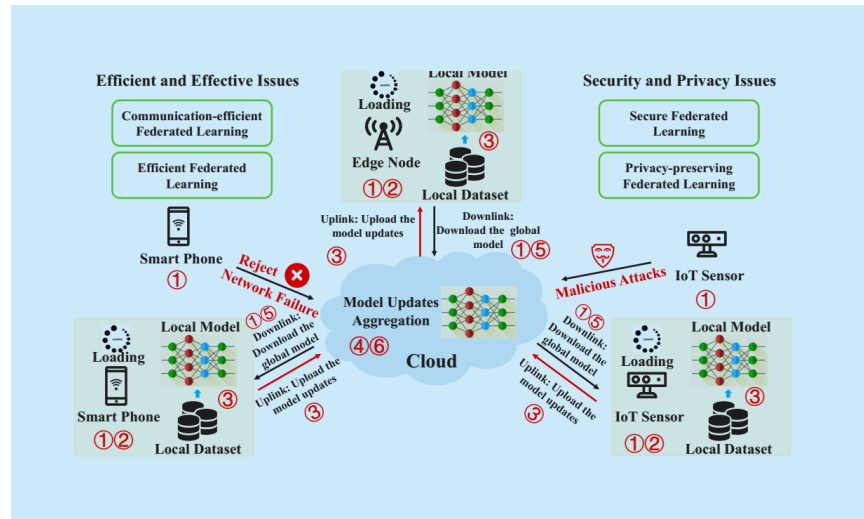 Efficient and Effective Issues
Communication-efficient
Federated Learning
Efficient Federated
Learning
Smart Phone
①
Reject
Network Failure
Loading
Edge Node
①②
Local Model
③
Local Dataset
Uplink: Upload the
model updates
③
Downlink:
Download the global
model
①⑤
Security and Privacy Issues
Secure Federated
Learning
Privacy-preserving
Federated Learning
IoT Sensor
①
Malicious Attacks
Model Updates
Aggregation
④⑥
Cloud
①⑤
Downlink:
Download the
global model
Uplink: Upload the
model updates
③
Local Model
Loading
Smart Phone
①②
③
Local Dataset
①⑤
Downlink:
Download the
global model
Uplink: Upload the
model updates
③
Local Model
Loading
IoT Sensor
①②
③
Local Dataset